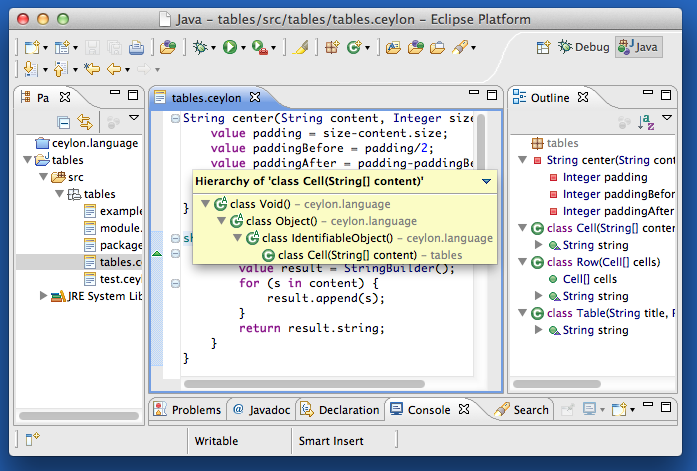 Java – tables/src/tables/tables.ceylon – Eclipse Platform
Debug
Java
Pa
ceylon.language
tables
src
tables
example
module.
package
tables.c
test.ceylo
JRE System Lib
tables.ceylon
String center(String content, Integer size
value padding = size-content.size;
value paddingBefore = padding/2;
value paddingAfter = padding-paddingBe
}
sh
Hierarchy of 'class Cell(String[] content)'
class Void() – ceylon.language
class Object() – ceylon.language
class IdentifiableObject() – ceylon.language
class Cell(String[] content) – tables
value result = StringBuilder();
for (s in content) {
result.append(s);
}
return result.string;
}
}
Outline
tables
String center(String cont
Integer padding
Integer paddingBefor
Integer paddingAfter
class Cell(String[] conten
String string
class Row(Cell[] cells)
Cell[] cells
String string
class Table(String title, R
String string
Problems
Javadoc
Declaration
Console
Search
Writable
Smart Insert